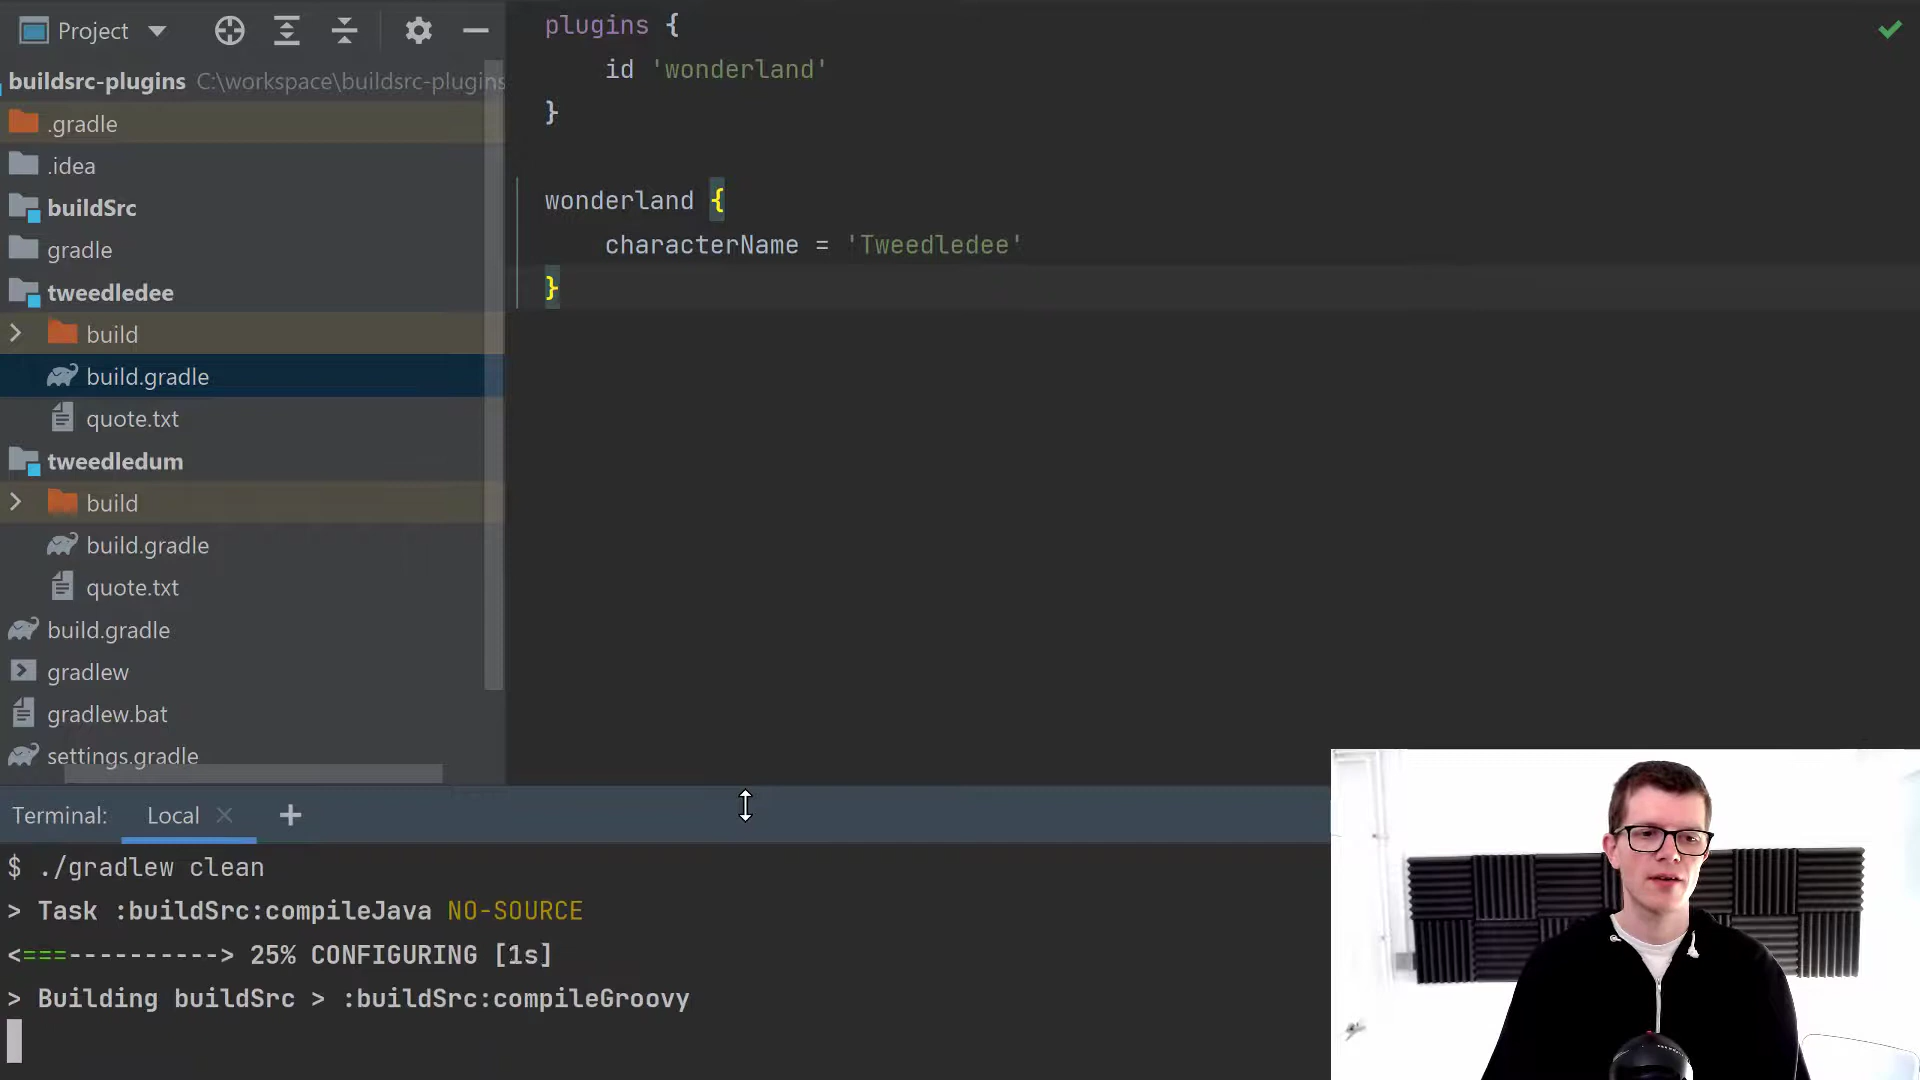 Project
buildsrc-plugins C:\workspace\buildsrc-plugins
.gradle
.idea
buildSrc
gradle
tweedledee
build
build.gradle
quote.txt
tweedledum
build
build.gradle
quote.txt
build.gradle
gradlew
gradlew.bat
settings.gradle
plugins {
id 'wonderland'
}
wonderland {
characterName = 'Tweedledee'
}
Terminal: Local
$ ./gradlew clean
> Task :buildSrc:compileJava NO-SOURCE
<===----------> 25% CONFIGURING [1s]
> Building buildSrc > :buildSrc:compileGroovy